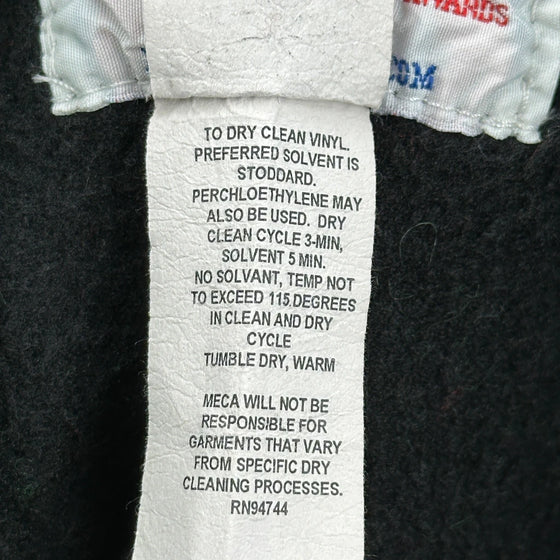 COM
TO DRY CLEAN VINYL.
PREFERRED SOLVENT IS
STODDARD.
PERCHLOETHYLENE MAY
ALSO BE USED. DRY
CLEAN CYCLE 3-MIN,
SOLVENT 5 MIN.
NO SOLVANT, TEMP NOT
TO EXCEED 115 DEGREES
IN CLEAN AND DRY
CYCLE
TUMBLE DRY, WARM
MECA WILL NOT BE
RESPONSIBLE FOR
GARMENTS THAT VARY
FROM SPECIFIC DRY
CLEANING PROCESSES.
RN94744